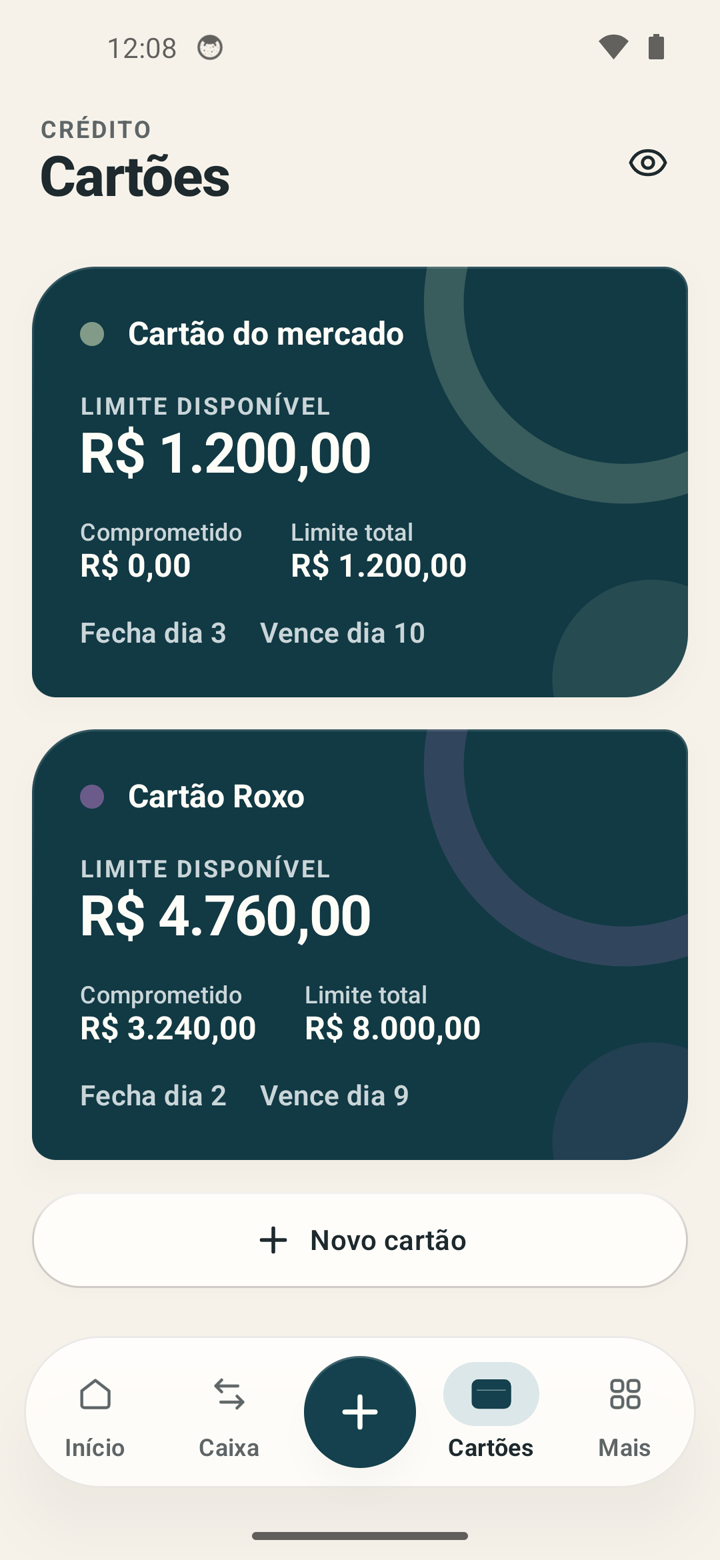 12:08
CRÉDITO
Cartões
Cartão do mercado
LIMITE DISPONÍVEL
R$ 1.200,00
Comprometido Limite total
R$ 0,00 R$ 1.200,00
Fecha dia 3 Vence dia 10
Cartão Roxo
LIMITE DISPONÍVEL
R$ 4.760,00
Comprometido Limite total
R$ 3.240,00 R$ 8.000,00
Fecha dia 2 Vence dia 9
Novo cartão
Início Caixa Cartões Mais